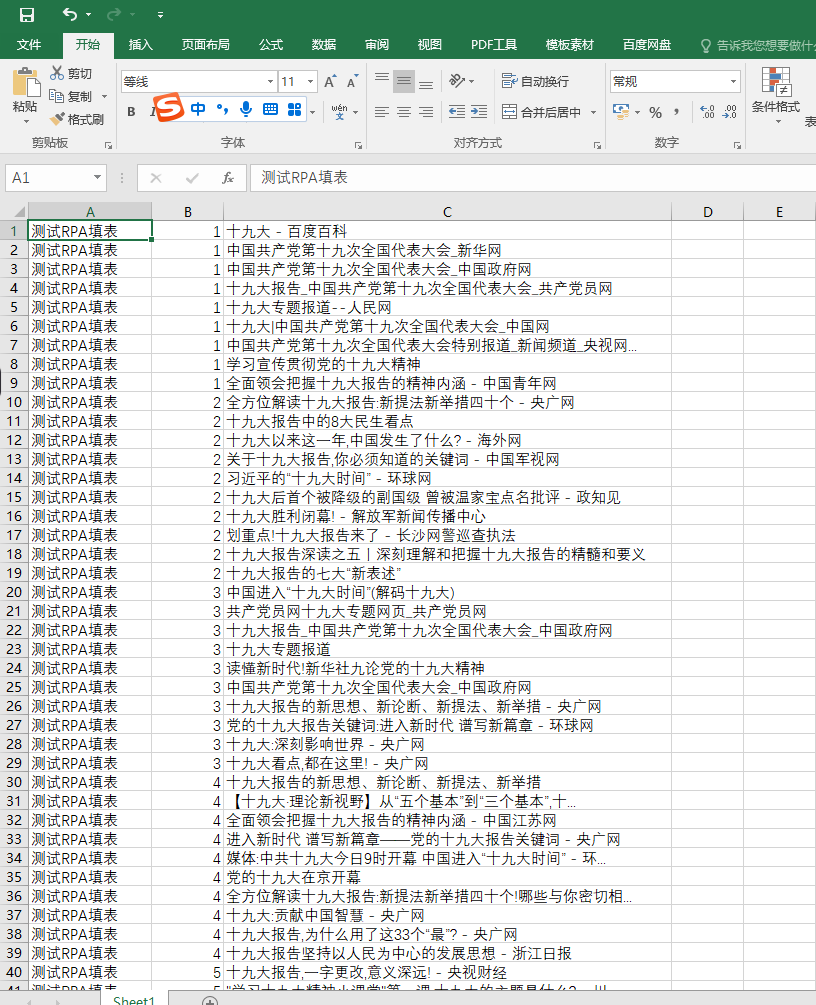 文件 开始 插入 页面布局 公式 数据 审阅 视图 PDF工具 模板素材 百度网盘 告诉我您想要做什
粘贴 剪切 等线 11 A A 自动换行 常规 条件格式
复制 B 中 wén 文 合并后居中 % , .0 .00
格式刷
剪贴板 字体 对齐方式 数字
A1 fx 测试RPA填表
A B C D E
1 测试RPA填表 1 十九大 - 百度百科
2 测试RPA填表 1 中国共产党第十九次全国代表大会_新华网
3 测试RPA填表 1 中国共产党第十九次全国代表大会_中国政府网
4 测试RPA填表 1 十九大报告_中国共产党第十九次全国代表大会_共产党员网
5 测试RPA填表 1 十九大专题报道--人民网
6 测试RPA填表 1 十九大|中国共产党第十九次全国代表大会_中国网
7 测试RPA填表 1 中国共产党第十九次全国代表大会特别报道_新闻频道_央视网...
8 测试RPA填表 1 学习宣传贯彻党的十九大精神
9 测试RPA填表 1 全面领会把握十九大报告的精神内涵 - 中国青年网
10 测试RPA填表 2 全方位解读十九大报告:新提法新举措四十个 - 央广网
11 测试RPA填表 2 十九大报告中的8大民生看点
12 测试RPA填表 2 十九大以来这一年,中国发生了什么? - 海外网
13 测试RPA填表 2 关于十九大报告,你必须知道的关键词 - 中国军视网
14 测试RPA填表 2 习近平的“十九大时间” - 环球网
15 测试RPA填表 2 十九大后首个被降级的副国级 曾被温家宝点名批评 - 政知见
16 测试RPA填表 2 十九大胜利闭幕! - 解放军新闻传播中心
17 测试RPA填表 2 划重点!十九大报告来了 - 长沙网警巡查执法
18 测试RPA填表 2 十九大报告深读之五丨深刻理解和把握十九大报告的精髓和要义
19 测试RPA填表 2 十九大报告的七大“新表述”
20 测试RPA填表 3 中国进入“十九大时间”(解码十九大)
21 测试RPA填表 3 共产党员网十九大专题网页_共产党员网
22 测试RPA填表 3 十九大报告_中国共产党第十九次全国代表大会_中国政府网
23 测试RPA填表 3 十九大专题报道
24 测试RPA填表 3 读懂新时代!新华社九论党的十九大精神
25 测试RPA填表 3 中国共产党第十九次全国代表大会_中国政府网
26 测试RPA填表 3 十九大报告的新思想、新论断、新提法、新举措 - 央广网
27 测试RPA填表 3 党的十九大报告关键词:进入新时代 谱写新篇章 - 环球网
28 测试RPA填表 3 十九大:深刻影响世界 - 央广网
29 测试RPA填表 3 十九大看点,都在这里! - 央广网
30 测试RPA填表 4 十九大报告的新思想、新论断、新提法、新举措
31 测试RPA填表 4 【十九大·理论新视野】从“五个基本”到“三个基本”,十...
32 测试RPA填表 4 全面领会把握十九大报告的精神内涵 - 中国江苏网
33 测试RPA填表 4 进入新时代 谱写新篇章——党的十九大报告关键词 - 央广网
34 测试RPA填表 4 媒体:中共十九大今日9时开幕 中国进入“十九大时间” - 环...
35 测试RPA填表 4 党的十九大在京开幕
36 测试RPA填表 4 全方位解读十九大报告:新提法新举措四十个!哪些与你密切相...
37 测试RPA填表 4 十九大:贡献中国智慧 - 央广网
38 测试RPA填表 4 十九大报告,为什么用了这33个“最”? - 央广网
39 测试RPA填表 4 十九大报告坚持以人民为中心的发展思想 - 浙江日报
40 测试RPA填表 5 十九大报告,一字更改,意义深远! - 央视财经
Sheet1